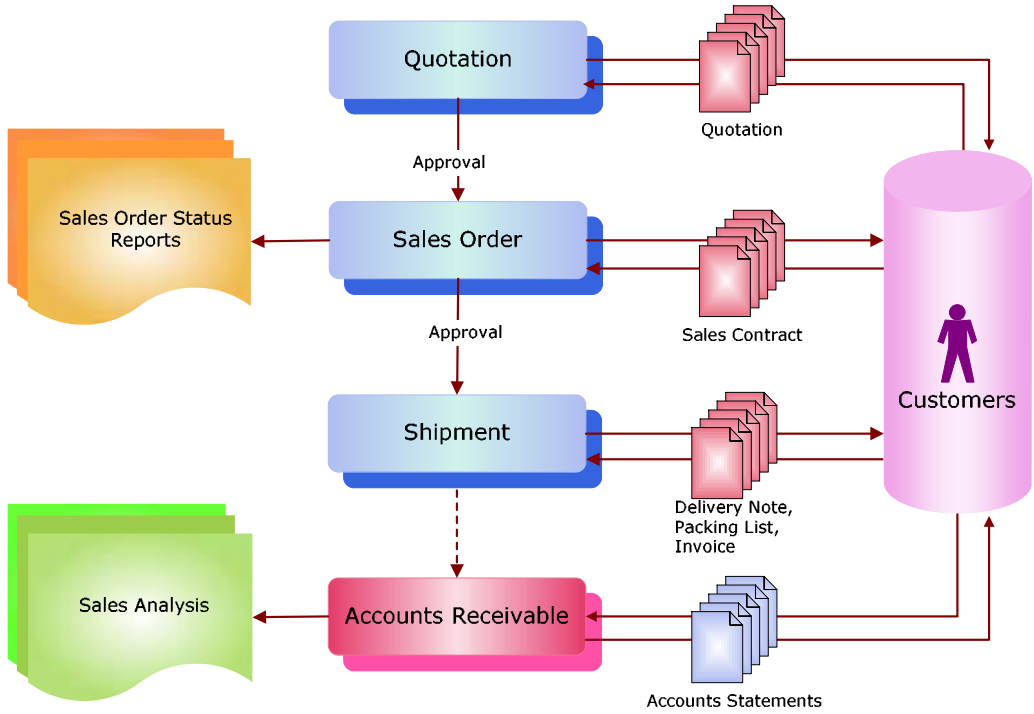 Quotation
Quotation
Approval
Sales Order Status
Reports
Sales Order
Sales Contract
Approval
Customers
Shipment
Delivery Note,
Packing List,
Invoice
Sales Analysis
Accounts Receivable
Accounts Statements